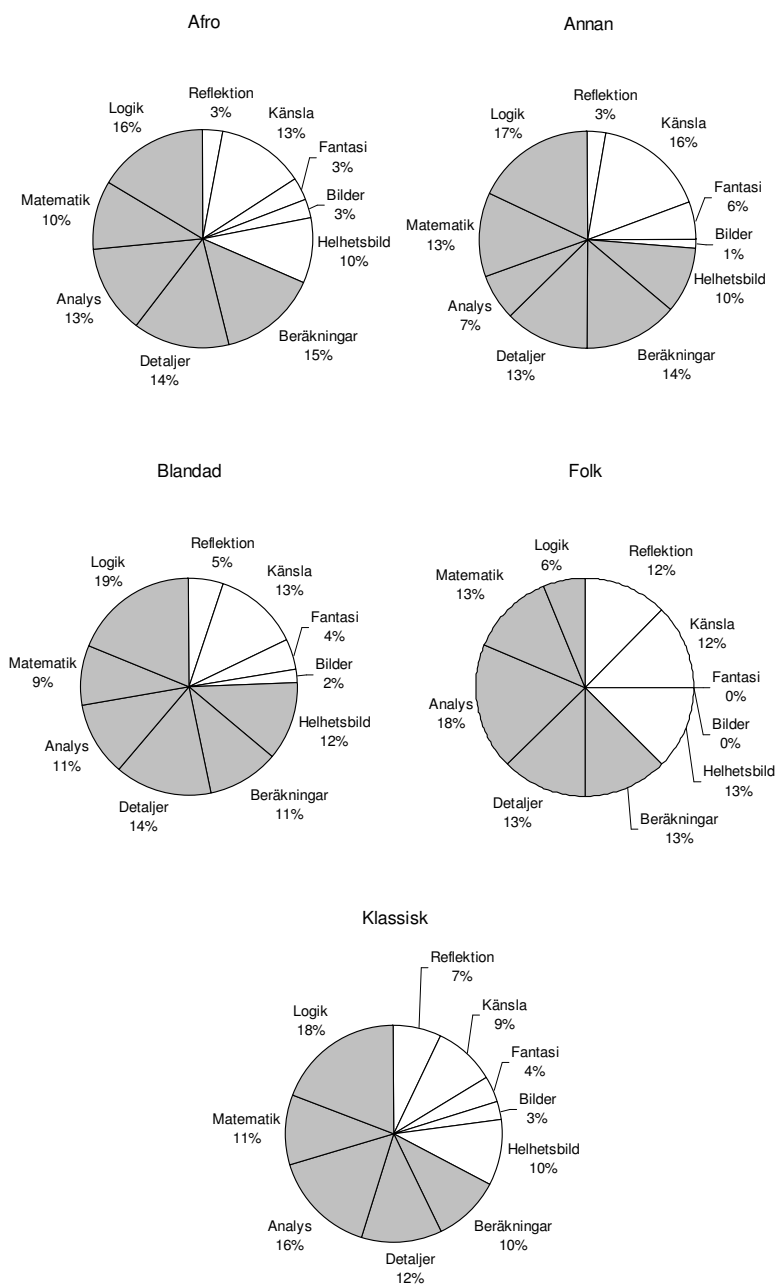 Afro
Reflektion
3%
Känsla
13%
Fantasi
3%
Bilder
3%
Helhetsbild
10%
Beräkningar
15%
Detaljer
14%
Analys
13%
Matematik
10%
Logik
16%
Annan
Reflektion
3%
Känsla
16%
Fantasi
6%
Bilder
1%
Helhetsbild
10%
Beräkningar
14%
Detaljer
13%
Analys
7%
Matematik
13%
Logik
17%
Blandad
Reflektion
5%
Känsla
13%
Fantasi
4%
Bilder
2%
Helhetsbild
12%
Beräkningar
11%
Detaljer
14%
Analys
11%
Matematik
9%
Logik
19%
Folk
Reflektion
12%
Känsla
12%
Fantasi
0%
Bilder
0%
Helhetsbild
13%
Beräkningar
13%
Detaljer
13%
Analys
18%
Matematik
13%
Logik
6%
Klassisk
Reflektion
7%
Känsla
9%
Fantasi
4%
Bilder
3%
Helhetsbild
10%
Beräkningar
10%
Detaljer
12%
Analys
16%
Matematik
11%
Logik
18%